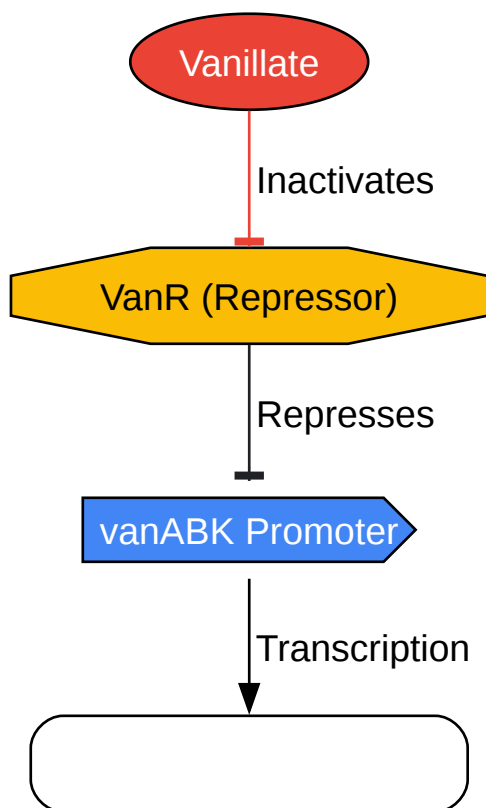 Vanillate
Inactivates
VanR (Repressor)
Represses
vanABK Promoter
Transcription